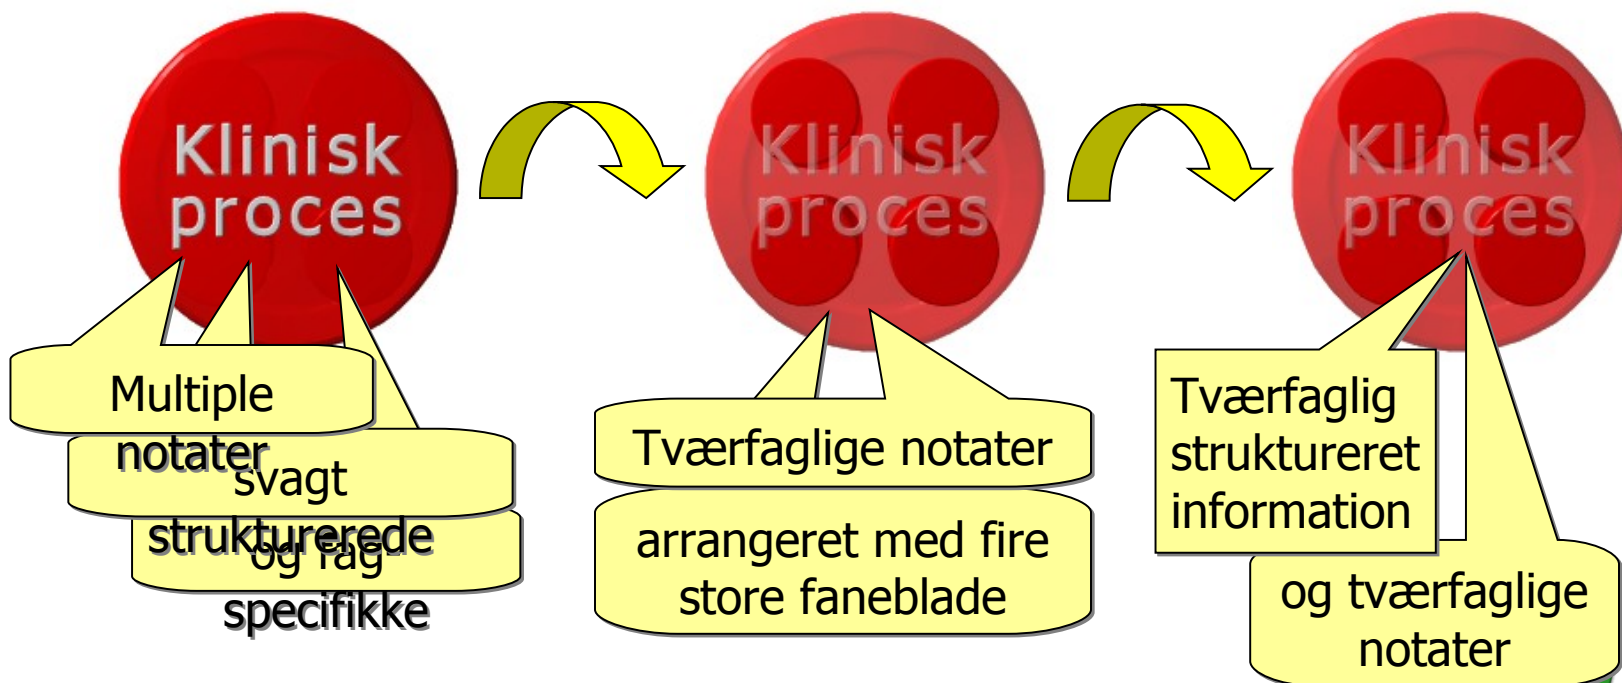 Klinisk
proces
Multiple
notater
svagt
strukturerede
og fag-
specifikke
Klinisk
proces
Tværfaglige notater
arrangeret med fire
store faneblade
Klinisk
proces
Tværfaglig
struktureret
information
og tværfaglige
notater